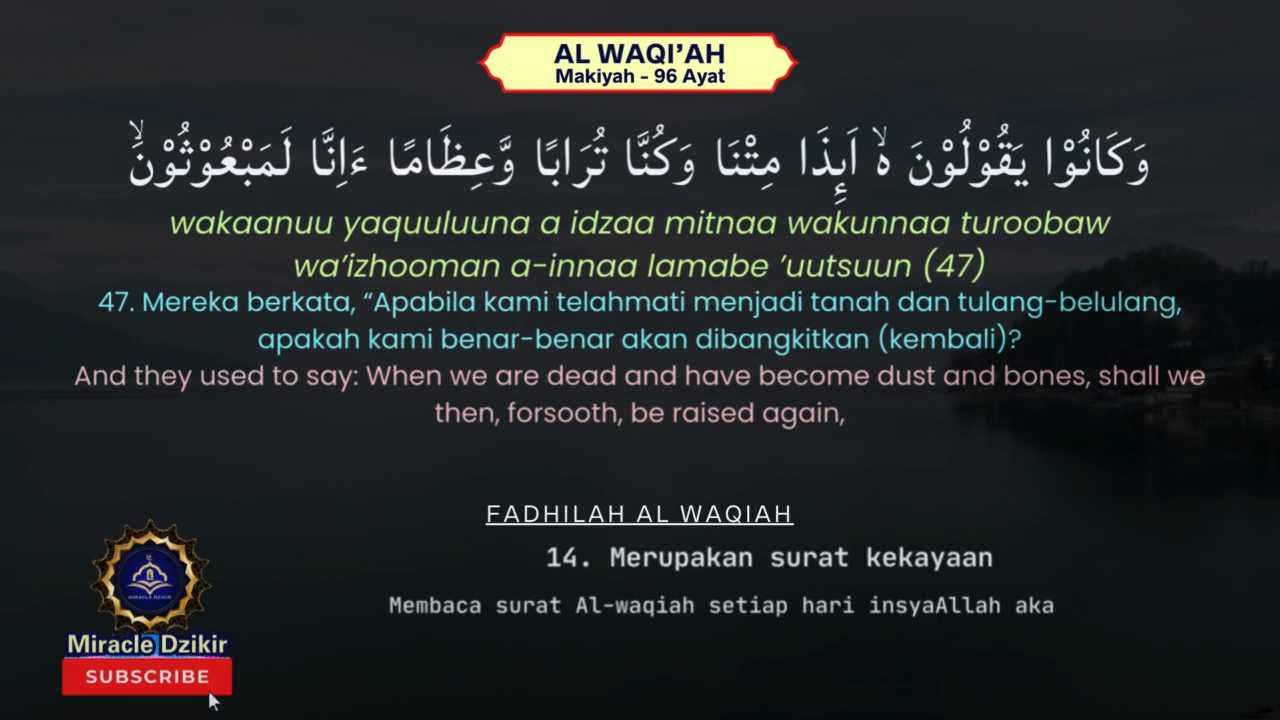 AL WAQI'AH
Makiyah - 96 Ayat
وَكَانُوْا يَقُوْلُوْنَ ەۙ اَىِٕذَا مِتْنَا وَكُنَّا تُرَابًا وَّعِظَامًا ءَاِنَّا لَمَبْعُوْثُوْنَۙ
wakaanuu yaquuluuna a idzaa mitnaa wakunnaa turoobaw
wa'izhooman a-innaa lamabe 'uutsuun (47)
47. Mereka berkata, “Apabila kami telahmati menjadi tanah dan tulang-belulang,
apakah kami benar-benar akan dibangkitkan (kembali)?
And they used to say: When we are dead and have become dust and bones, shall we
then, forsooth, be raised again,
FADHILAH AL WAQIAH
14. Merupakan surat kekayaan
Membaca surat Al-waqiah setiap hari insyaAllah aka
MIRACLE DZIKIR
Miracle Dzikir
SUBSCRIBE